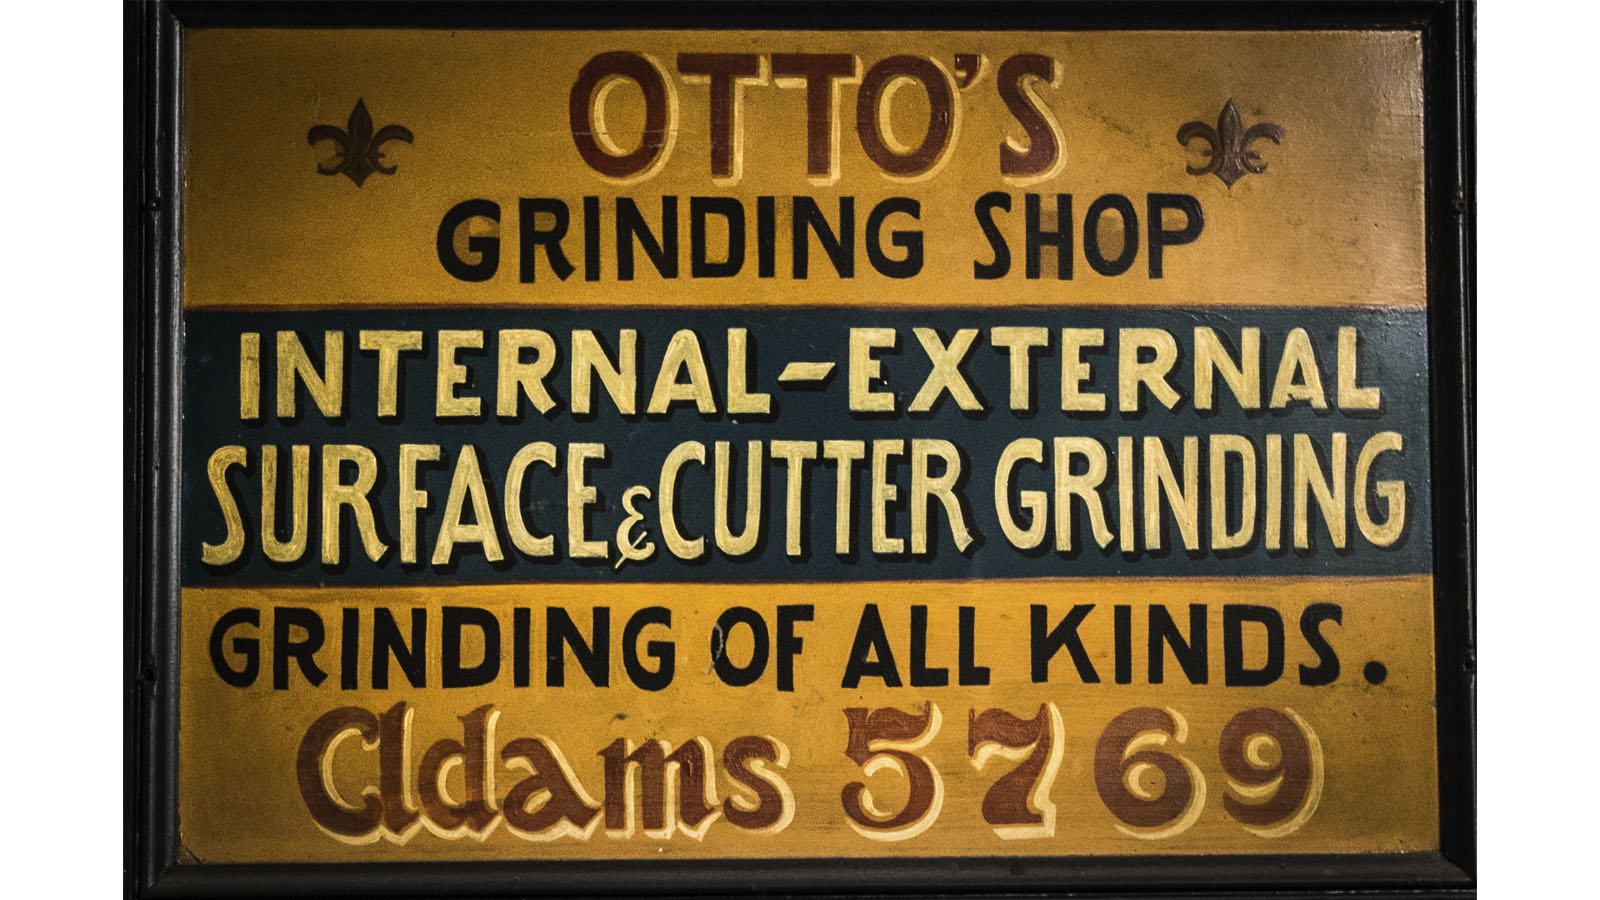 OTTO'S
GRINDING SHOP
INTERNAL-EXTERNAL
SURFACE & CUTTER GRINDING
GRINDING OF ALL KINDS.
Adams 5769